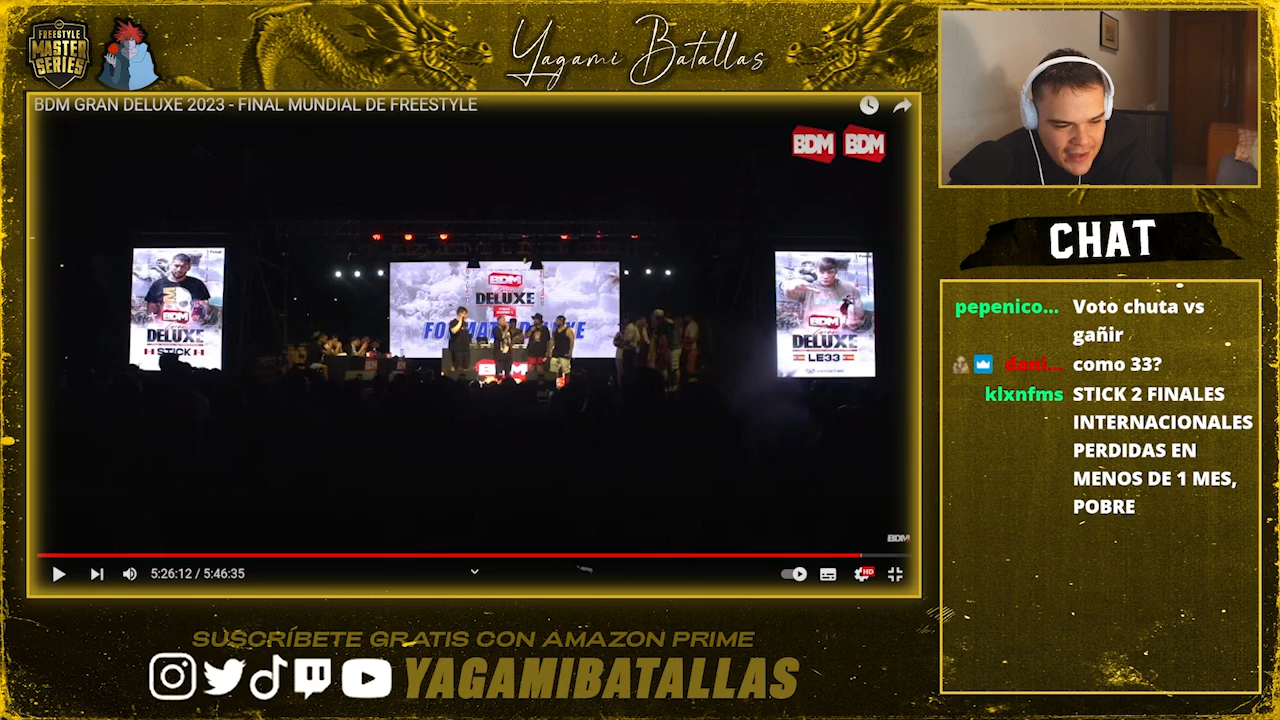 FREESTYLE
MASTER
SERIES
Yagami Batallas
BDM GRAN DELUXE 2023 - FINAL MUNDIAL DE FREESTYLE
BDM BDM
BDM
DELUXE
STICK
BDM
DELUXE
BDM
DELUXE
LE33
BDM
5:26:12 / 5:46:35
HD
CHAT
pepenico... Voto chuta vs
gañir
dani... como 33?
klxnfms STICK 2 FINALES
INTERNACIONALES
PERDIDAS EN
MENOS DE 1 MES,
POBRE
SUSCRÍBETE GRATIS CON AMAZON PRIME
YAGAMIBATALLAS